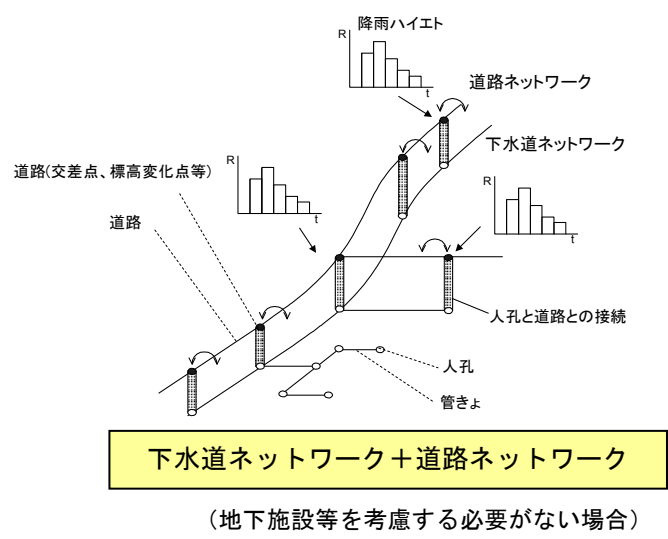 降雨ハイエト
R
t
道路ネットワーク
下水道ネットワーク
道路(交差点、標高変化点等)
R
t
R
t
道路
人孔と道路との接続
人孔
管きょ
下水道ネットワーク＋道路ネットワーク
（地下施設等を考慮する必要がない場合）